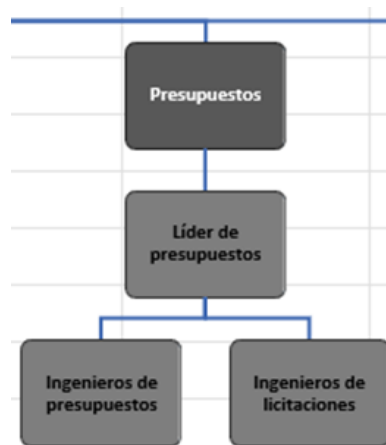 Presupuestos
Líder de
presupuestos
Ingenieros de
presupuestos
Ingenieros de
licitaciones